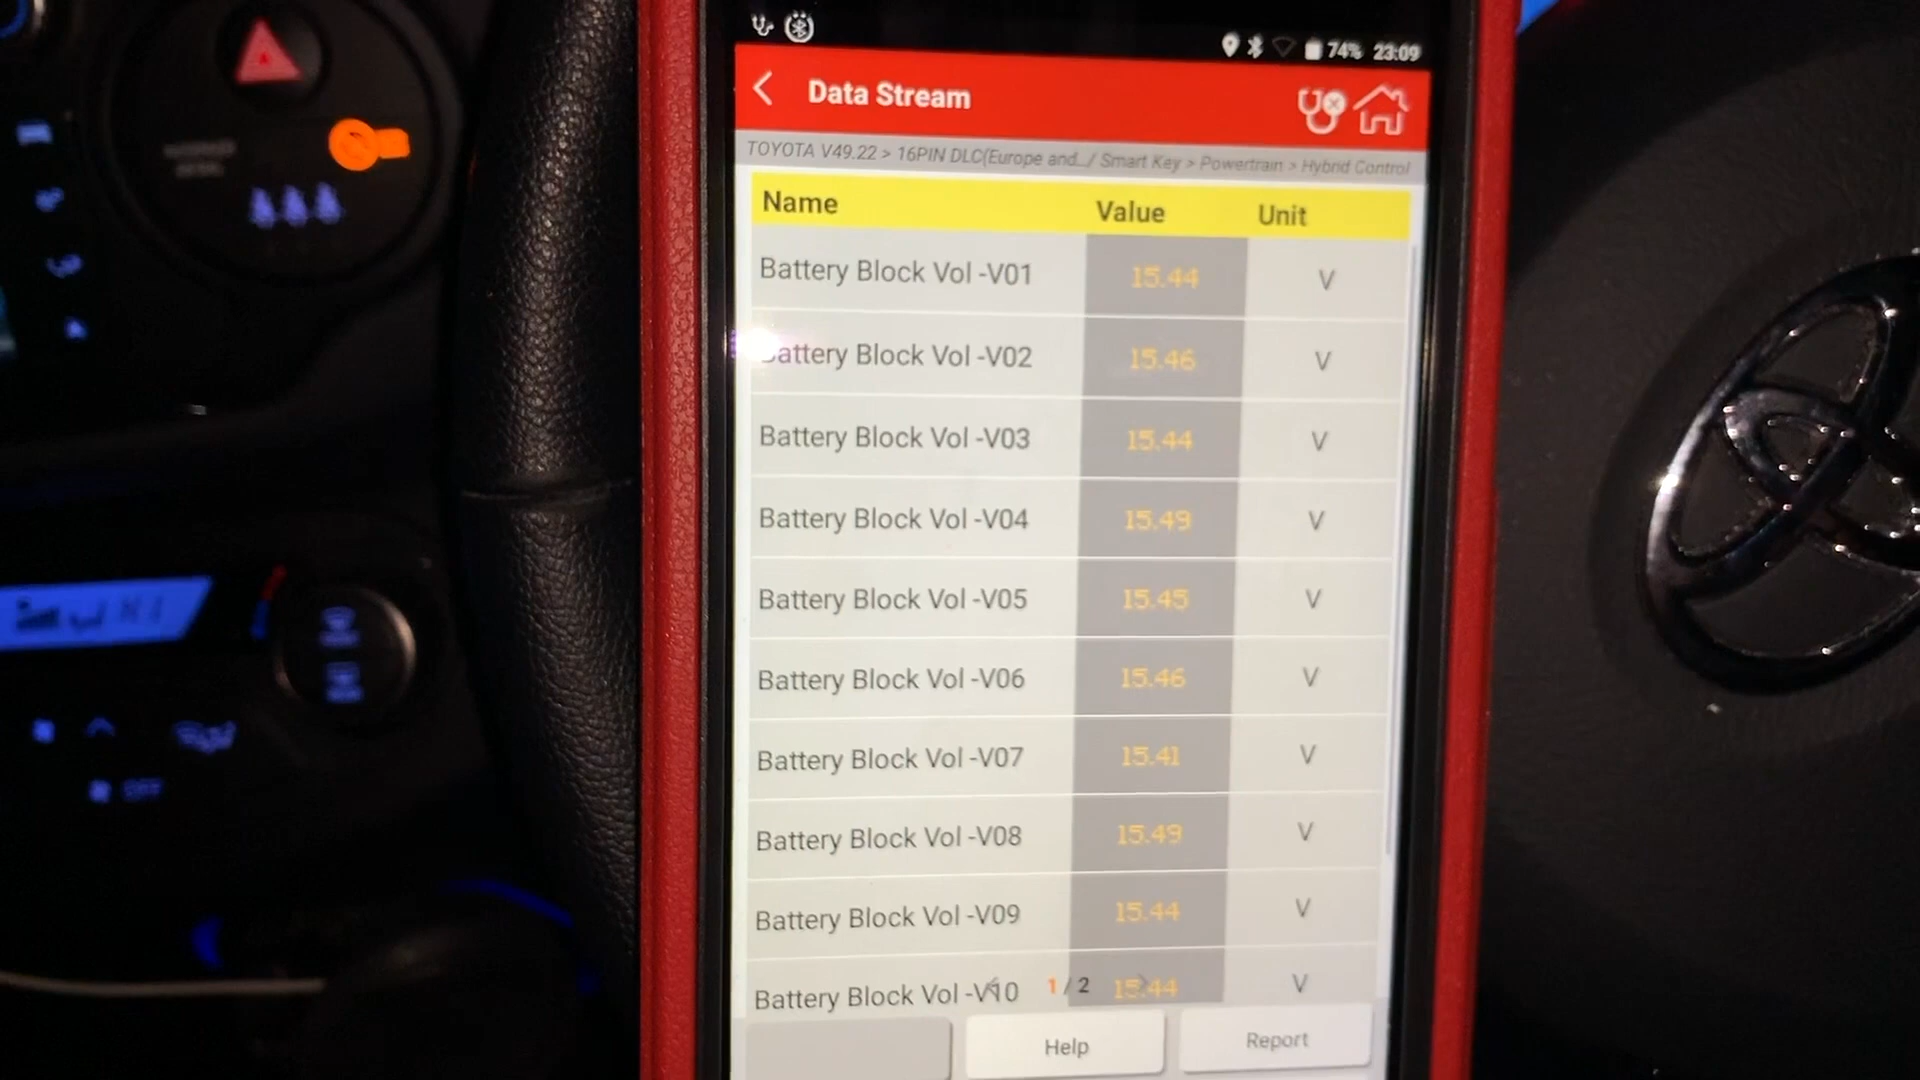 74% 23:09
Data Stream
TOYOTA V49.22 > 16PIN DLC(Europe and../ Smart Key > Powertrain > Hybrid Control
Name Value Unit
Battery Block Vol -V01 15.44 V
Battery Block Vol -V02 15.46 V
Battery Block Vol -V03 15.44 V
Battery Block Vol -V04 15.49 V
Battery Block Vol -V05 15.45 V
Battery Block Vol -V06 15.46 V
Battery Block Vol -V07 15.41 V
Battery Block Vol -V08 15.49 V
Battery Block Vol -V09 15.44 V
Battery Block Vol -V10 15.44 V
1 / 2
Help Report
OFF